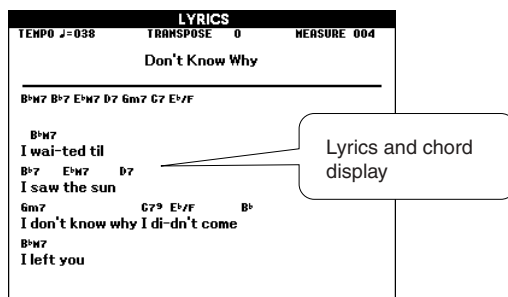 LYRICS
TEMPO ♩=038 TRANSPOSE 0 MEASURE 004
Don't Know Why
B♭M7 B♭7 E♭M7 D7 Gm7 C7 E♭/F
B♭M7
I wai-ted til
B♭7 E♭M7 D7
I saw the sun
Gm7 C7⁹ E♭/F B♭
I don't know why I di-dn't come
B♭M7
I left you
Lyrics and chord
display